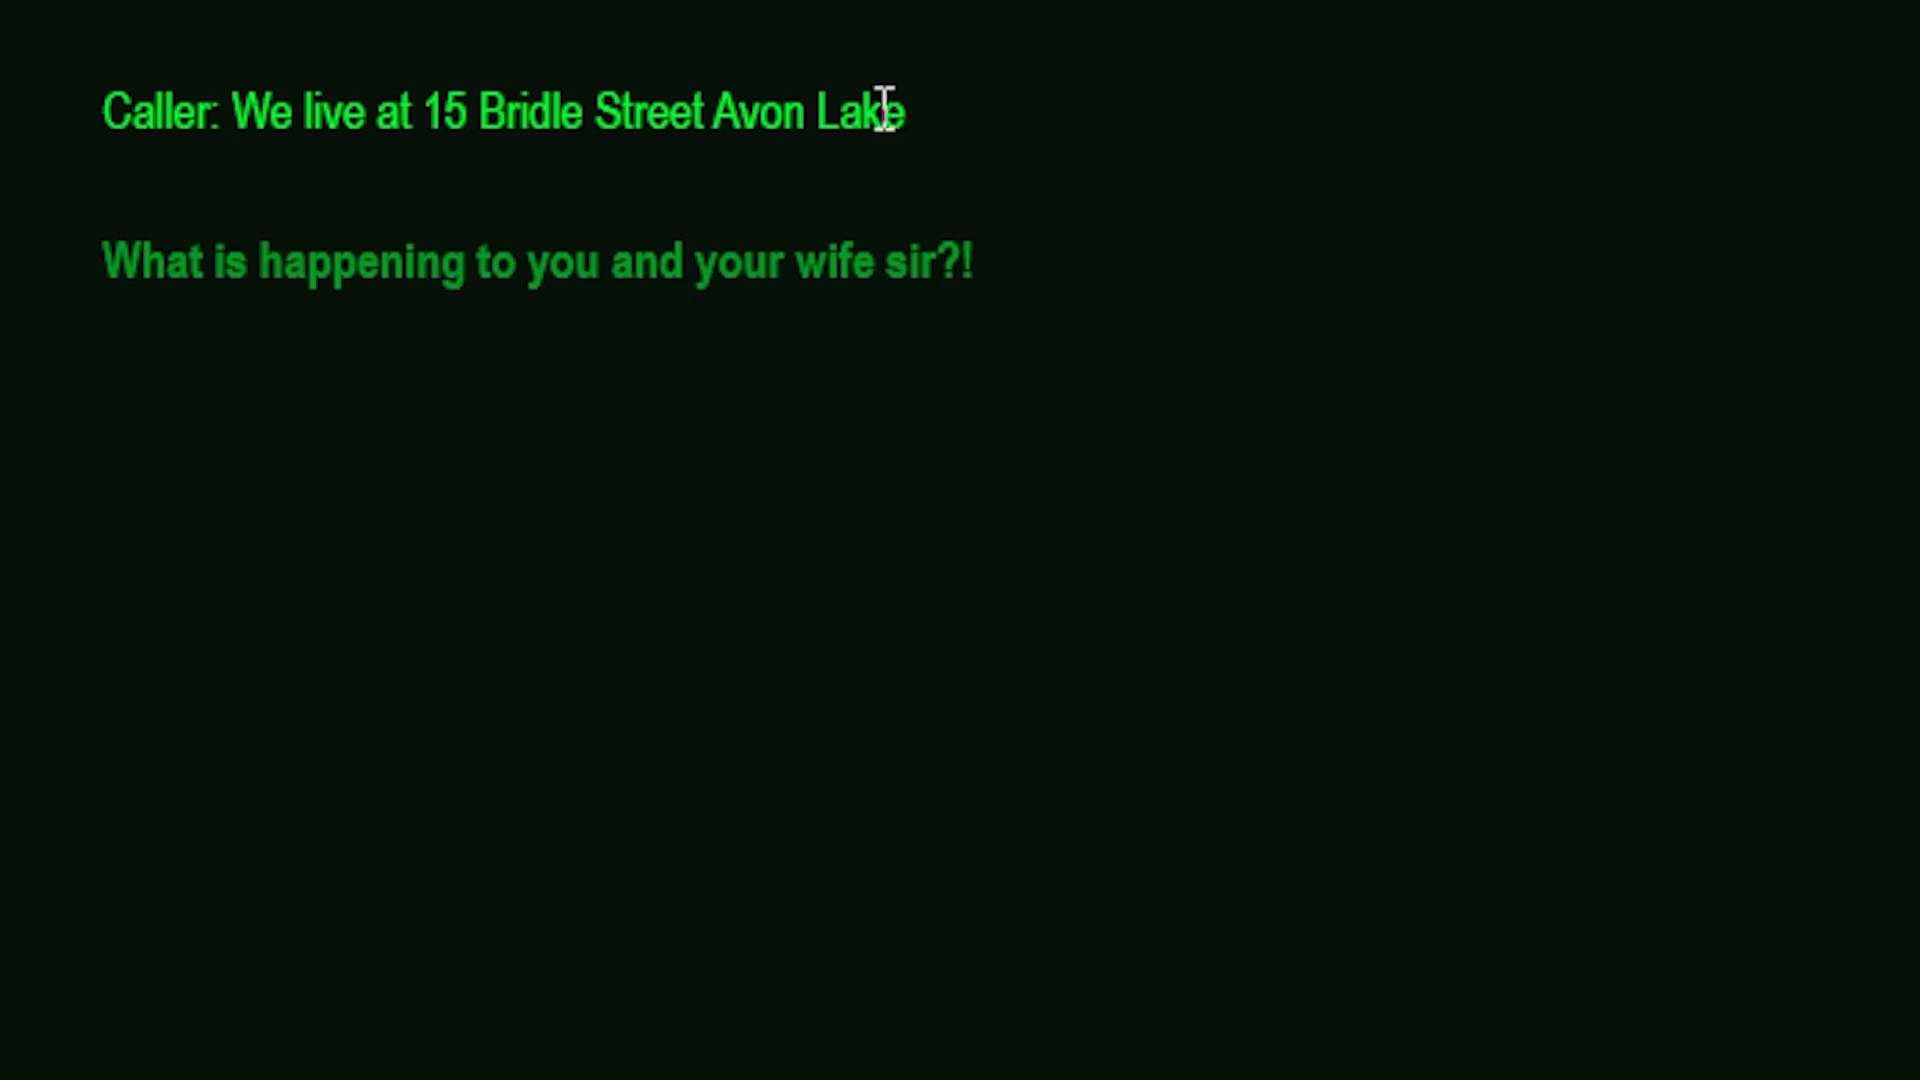 Caller: We live at 15 Bridle Street Avon Lake
What is happening to you and your wife sir?!